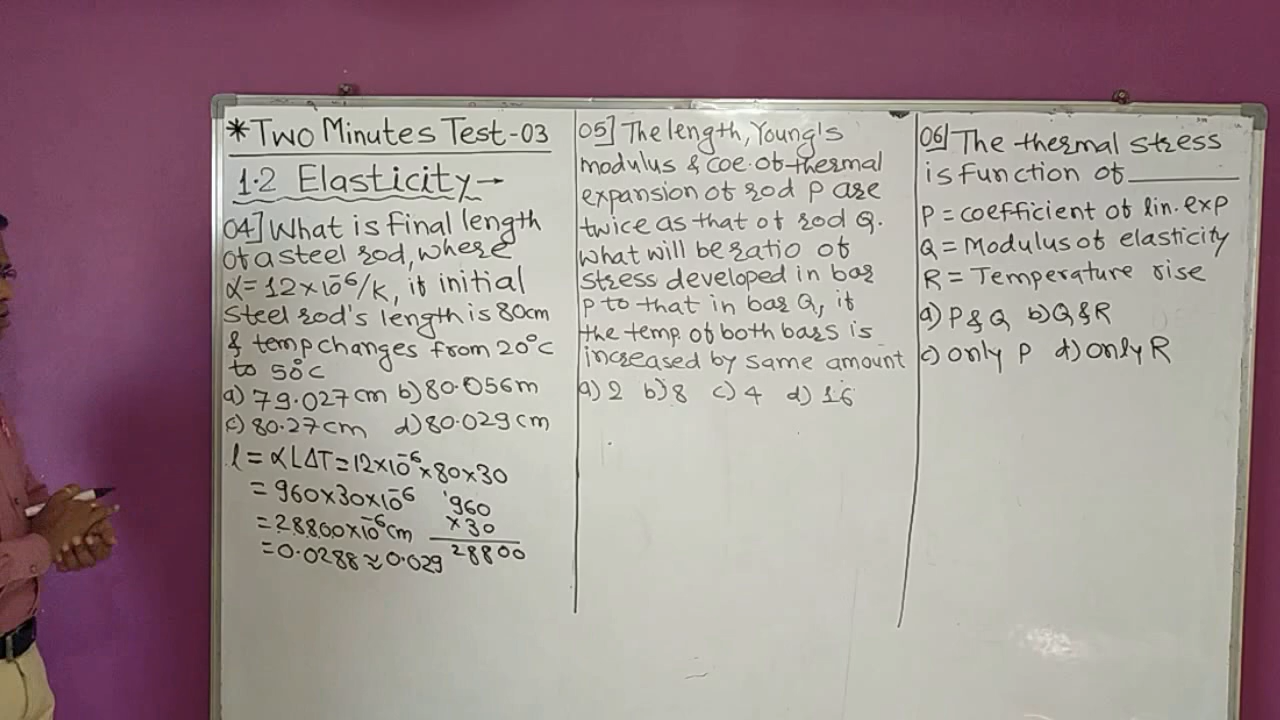 *Two Minutes Test-03
1.2 Elasticity→
04] What is final length
of a steel rod, where
α=12×10⁻⁶/K, if initial
steel rod's length is 80cm
& temp changes from 20°C
to 50°C
a) 79.027cm b) 80.056m
c) 80.27cm d) 80.029cm
l = αLΔT = 12×10⁻⁶×80×30
= 960×30×10⁻⁶
= 28800×10⁻⁶cm
= 0.0288 ≈ 0.029
960
×30
28800
05] The length, Young's
modulus & coe. of thermal
expansion of rod P are
twice as that of rod Q.
what will be ratio of
stress developed in bar
P to that in bar Q, if
the temp. of both bars is
increased by same amount
a) 2 b) 8 c) 4 d) 16
06] The thermal stress
is function of ________
P = coefficient of lin. exp
Q = Modulus of elasticity
R = Temperature rise
a) P & Q b) Q & R
c) only P d) only R